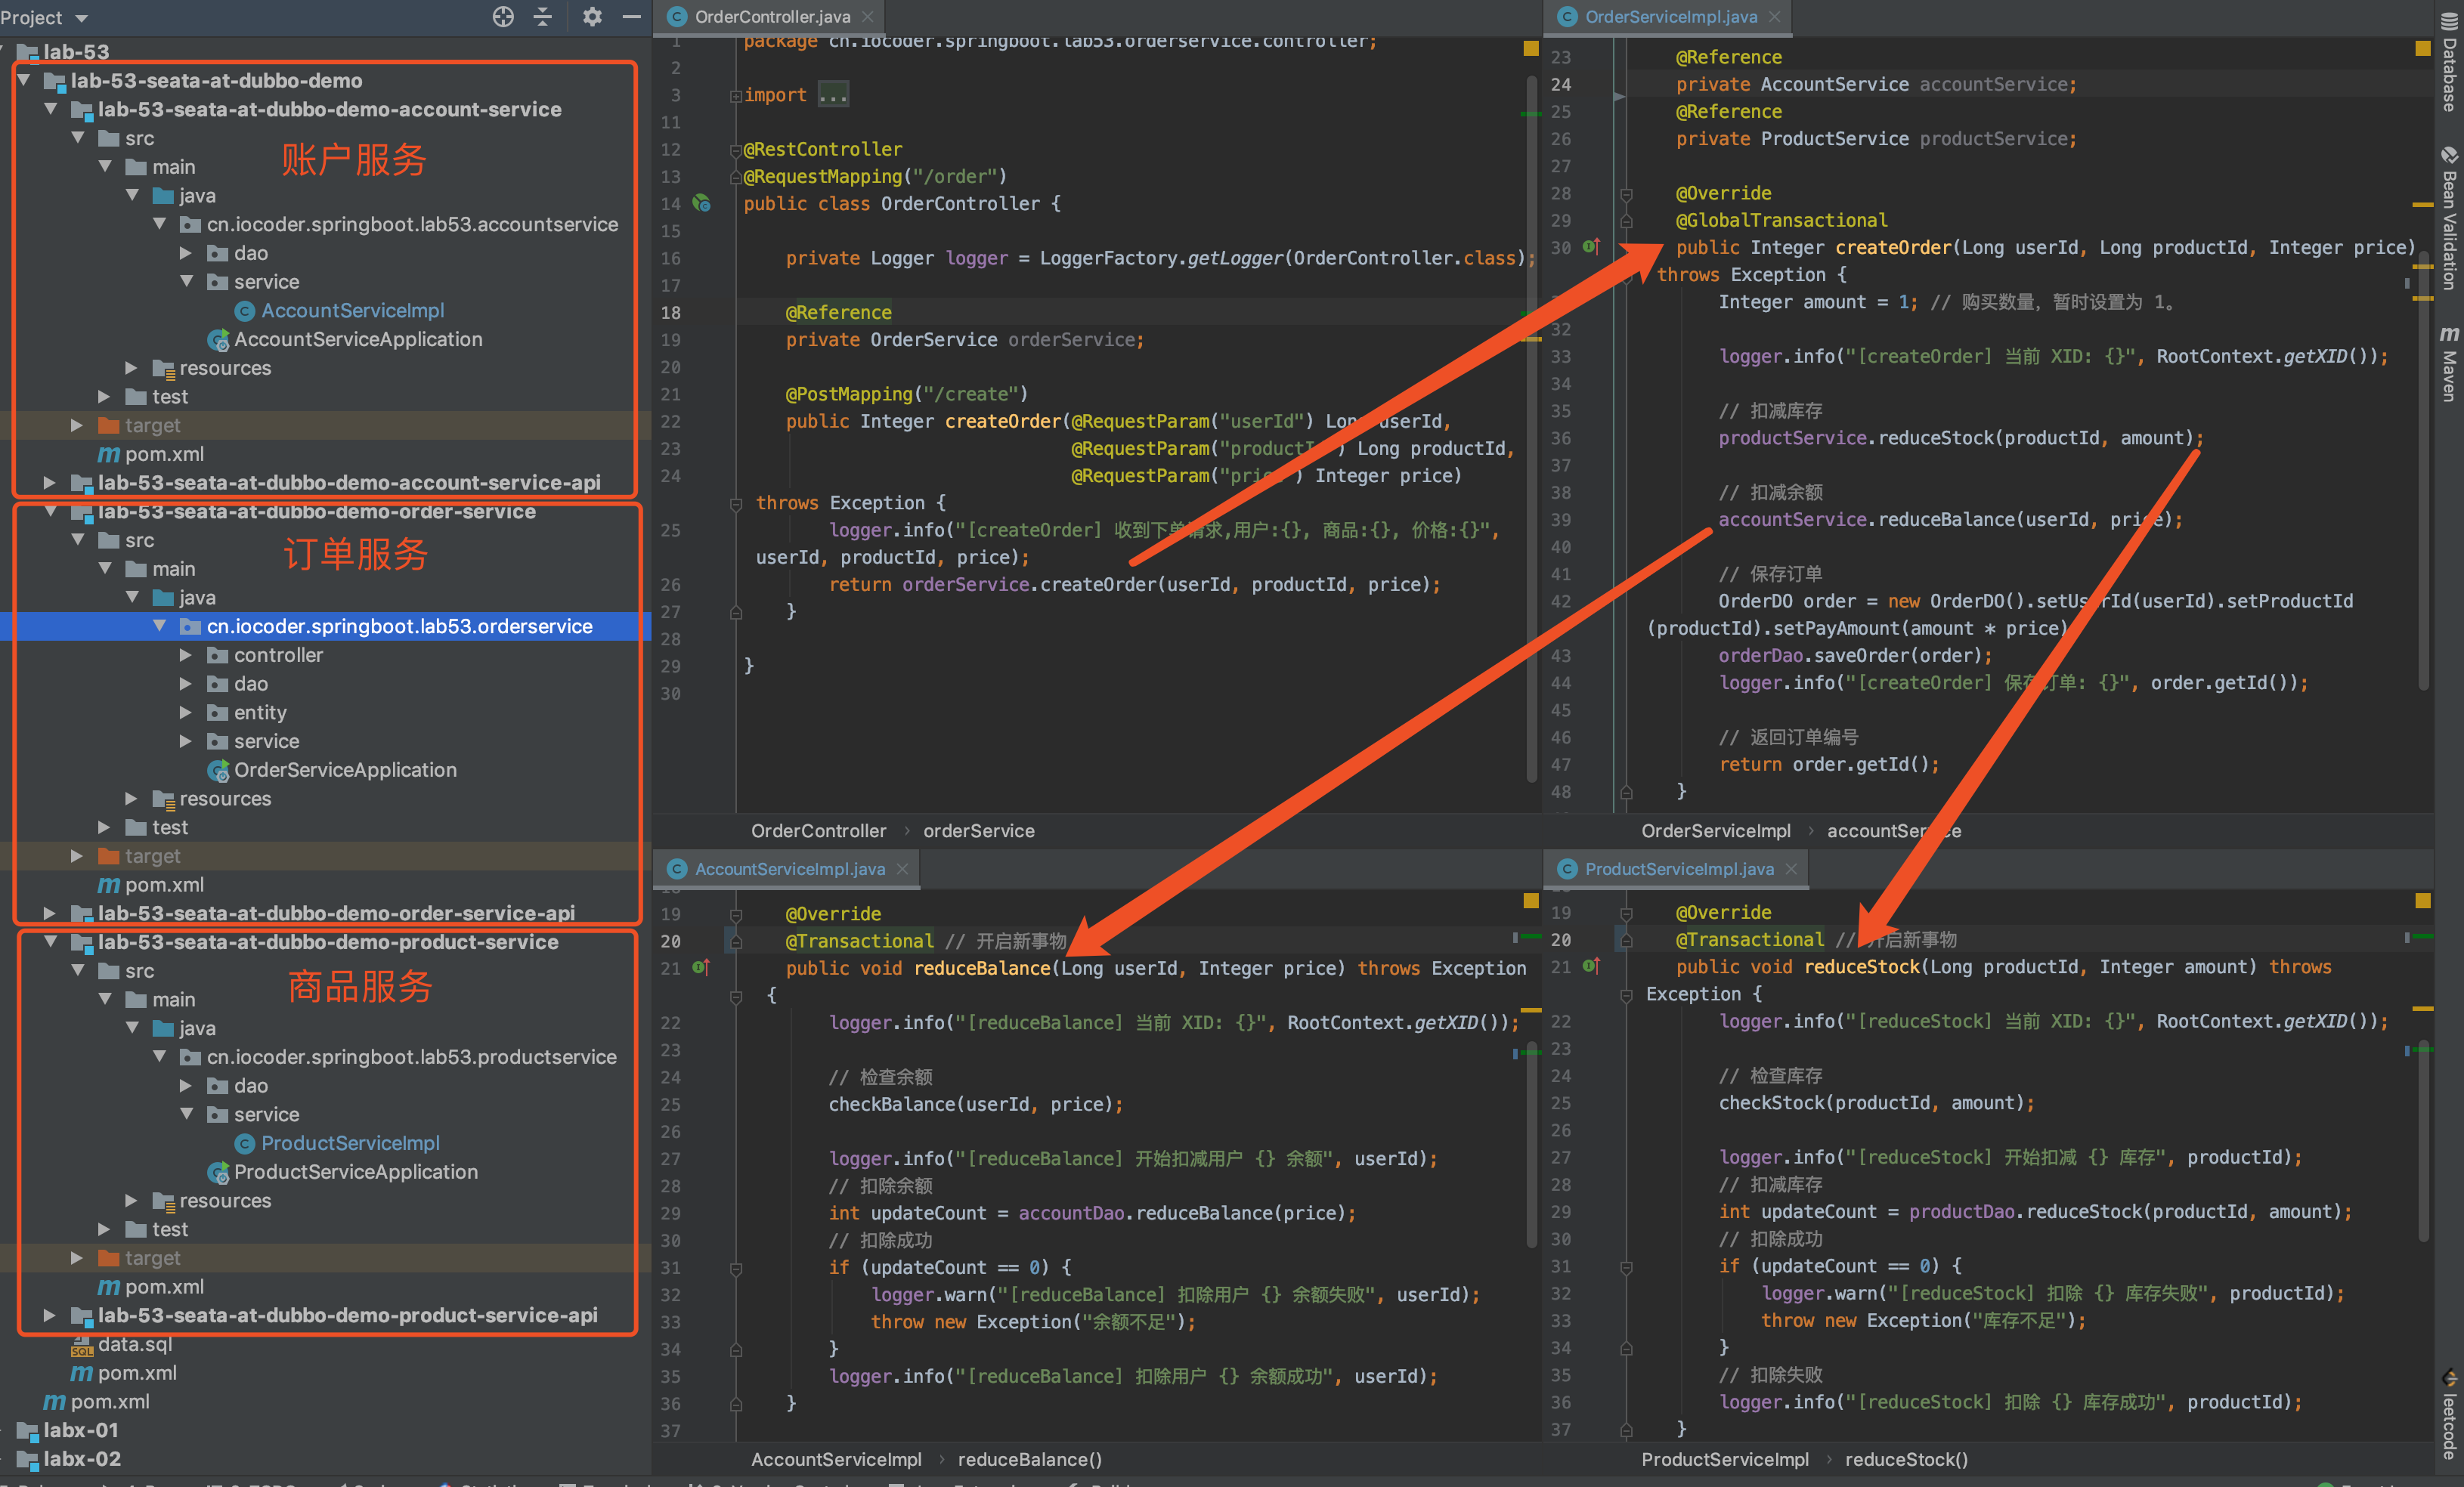 Project
lab-53
lab-53-seata-at-dubbo-demo
lab-53-seata-at-dubbo-demo-account-service
src
账户服务
main
java
cn.iocoder.springboot.lab53.accountservice
dao
service
AccountServiceImpl
AccountServiceApplication
resources
test
target
pom.xml
lab-53-seata-at-dubbo-demo-account-service-api
lab-53-seata-at-dubbo-demo-order-service
src
订单服务
main
java
cn.iocoder.springboot.lab53.orderservice
controller
dao
entity
service
OrderServiceApplication
resources
test
target
pom.xml
lab-53-seata-at-dubbo-demo-order-service-api
lab-53-seata-at-dubbo-demo-product-service
src
商品服务
main
java
cn.iocoder.springboot.lab53.productservice
dao
service
ProductServiceImpl
ProductServiceApplication
resources
test
target
pom.xml
lab-53-seata-at-dubbo-demo-product-service-api
data.sql
pom.xml
pom.xml
labx-01
labx-02
OrderController.java
1 package cn.iocoder.springboot.lab53.orderservice.controller;
2
3 import ...
11
12 @RestController
13 @RequestMapping("/order")
14 public class OrderController {
15
16 private Logger logger = LoggerFactory.getLogger(OrderController.class);
17
18 @Reference
19 private OrderService orderService;
20
21 @PostMapping("/create")
22 public Integer createOrder(@RequestParam("userId") Long userId,
23 @RequestParam("productId") Long productId,
24 @RequestParam("price") Integer price)
throws Exception {
25 logger.info("[createOrder] 收到下单请求,用户:{}, 商品:{}, 价格:{}",
userId, productId, price);
26 return orderService.createOrder(userId, productId, price);
27 }
28
29 }
30
OrderController › orderService
OrderServiceImpl.java
23 @Reference
24 private AccountService accountService;
25 @Reference
26 private ProductService productService;
27
28 @Override
29 @GlobalTransactional
30 public Integer createOrder(Long userId, Long productId, Integer price)
throws Exception {
Integer amount = 1; // 购买数量，暂时设置为 1。
32
33 logger.info("[createOrder] 当前 XID: {}", RootContext.getXID());
34
35 // 扣减库存
36 productService.reduceStock(productId, amount);
37
38 // 扣减余额
39 accountService.reduceBalance(userId, price);
40
41 // 保存订单
42 OrderDO order = new OrderDO().setUserId(userId).setProductId
(productId).setPayAmount(amount * price)
43 orderDao.saveOrder(order);
44 logger.info("[createOrder] 保存订单: {}", order.getId());
45
46 // 返回订单编号
47 return order.getId();
48 }
OrderServiceImpl › accountService
AccountServiceImpl.java
19 @Override
20 @Transactional // 开启新事物
21 public void reduceBalance(Long userId, Integer price) throws Exception
{
22 logger.info("[reduceBalance] 当前 XID: {}", RootContext.getXID());
23
24 // 检查余额
25 checkBalance(userId, price);
26
27 logger.info("[reduceBalance] 开始扣减用户 {} 余额", userId);
28 // 扣除余额
29 int updateCount = accountDao.reduceBalance(price);
30 // 扣除成功
31 if (updateCount == 0) {
32 logger.warn("[reduceBalance] 扣除用户 {} 余额失败", userId);
33 throw new Exception("余额不足");
34 }
35 logger.info("[reduceBalance] 扣除用户 {} 余额成功", userId);
36 }
37
AccountServiceImpl › reduceBalance()
ProductServiceImpl.java
19 @Override
20 @Transactional // 开启新事物
21 public void reduceStock(Long productId, Integer amount) throws
Exception {
22 logger.info("[reduceStock] 当前 XID: {}", RootContext.getXID());
23
24 // 检查库存
25 checkStock(productId, amount);
26
27 logger.info("[reduceStock] 开始扣减 {} 库存", productId);
28 // 扣减库存
29 int updateCount = productDao.reduceStock(productId, amount);
30 // 扣除成功
31 if (updateCount == 0) {
32 logger.warn("[reduceStock] 扣除 {} 库存失败", productId);
33 throw new Exception("库存不足");
34 }
35 // 扣除失败
36 logger.info("[reduceStock] 扣除 {} 库存成功", productId);
37 }
ProductServiceImpl › reduceStock()
Database
Bean Validation
Maven
leetcode